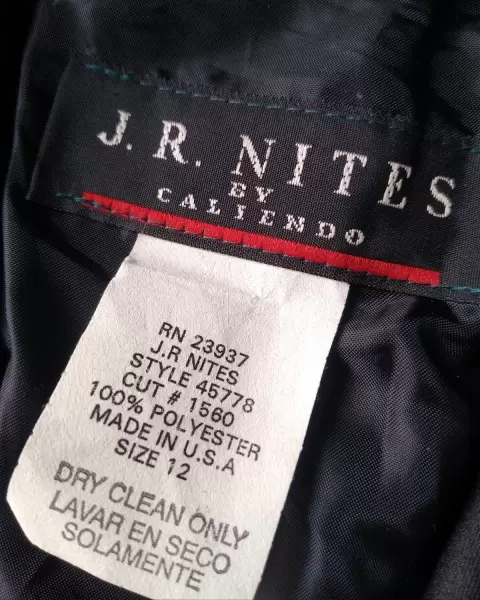 J. R. NITES
BY
CALIENDO
RN 23937
J.R NITES
STYLE 45778
CUT # 1560
100% POLYESTER
MADE IN U.S.A
SIZE 12
DRY CLEAN ONLY
LAVAR EN SECO
SOLAMENTE